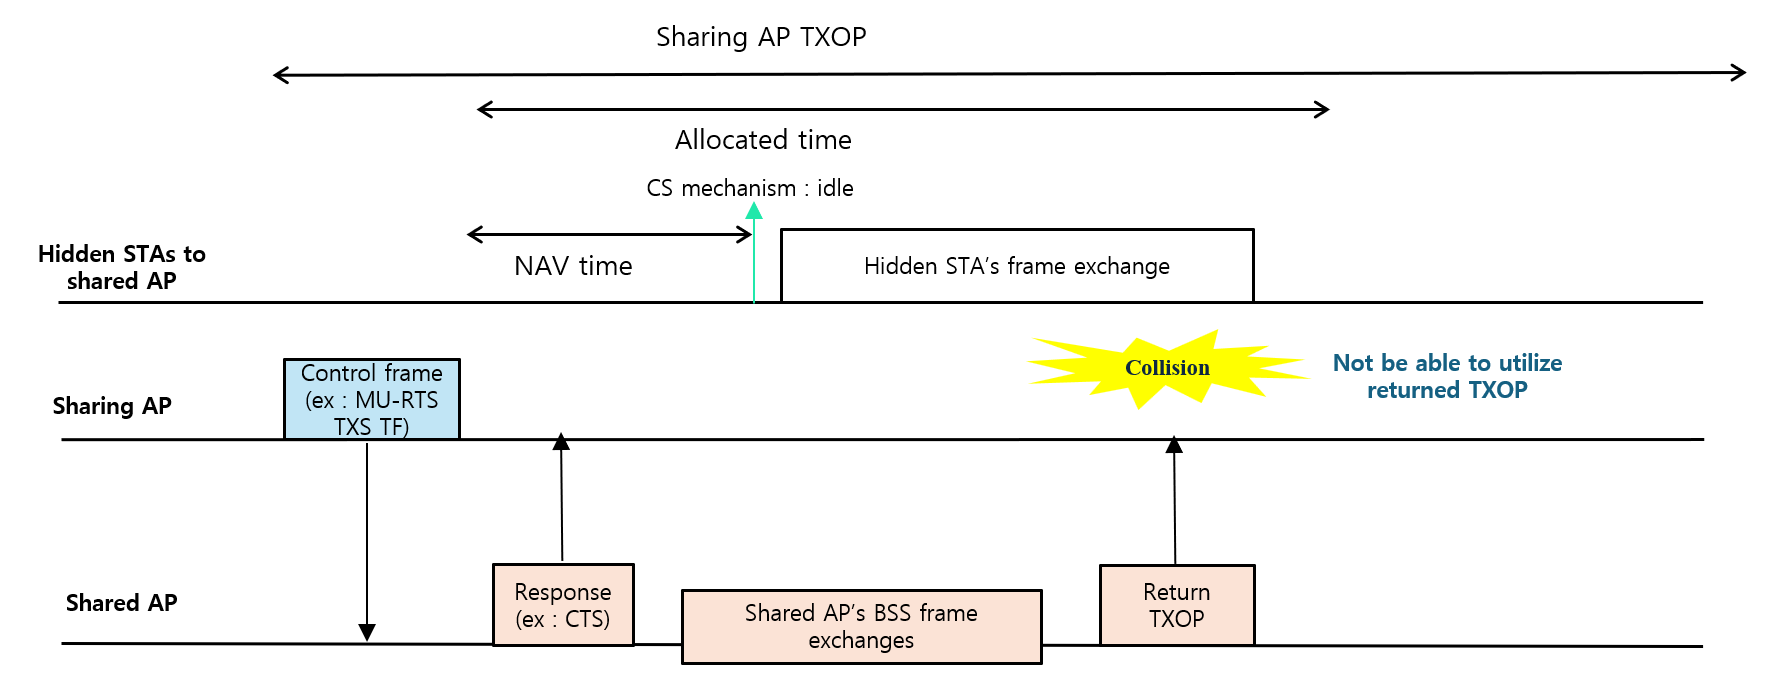 Sharing AP TXOP
Allocated time
CS mechanism : idle
Hidden STAs to
shared AP
NAV time
Hidden STA's frame exchange
Control frame
(ex : MU-RTS
TXS TF)
Sharing AP
Collision
Not be able to utilize
returned TXOP
Shared AP
Response
(ex : CTS)
Shared AP's BSS frame
exchanges
Return
TXOP